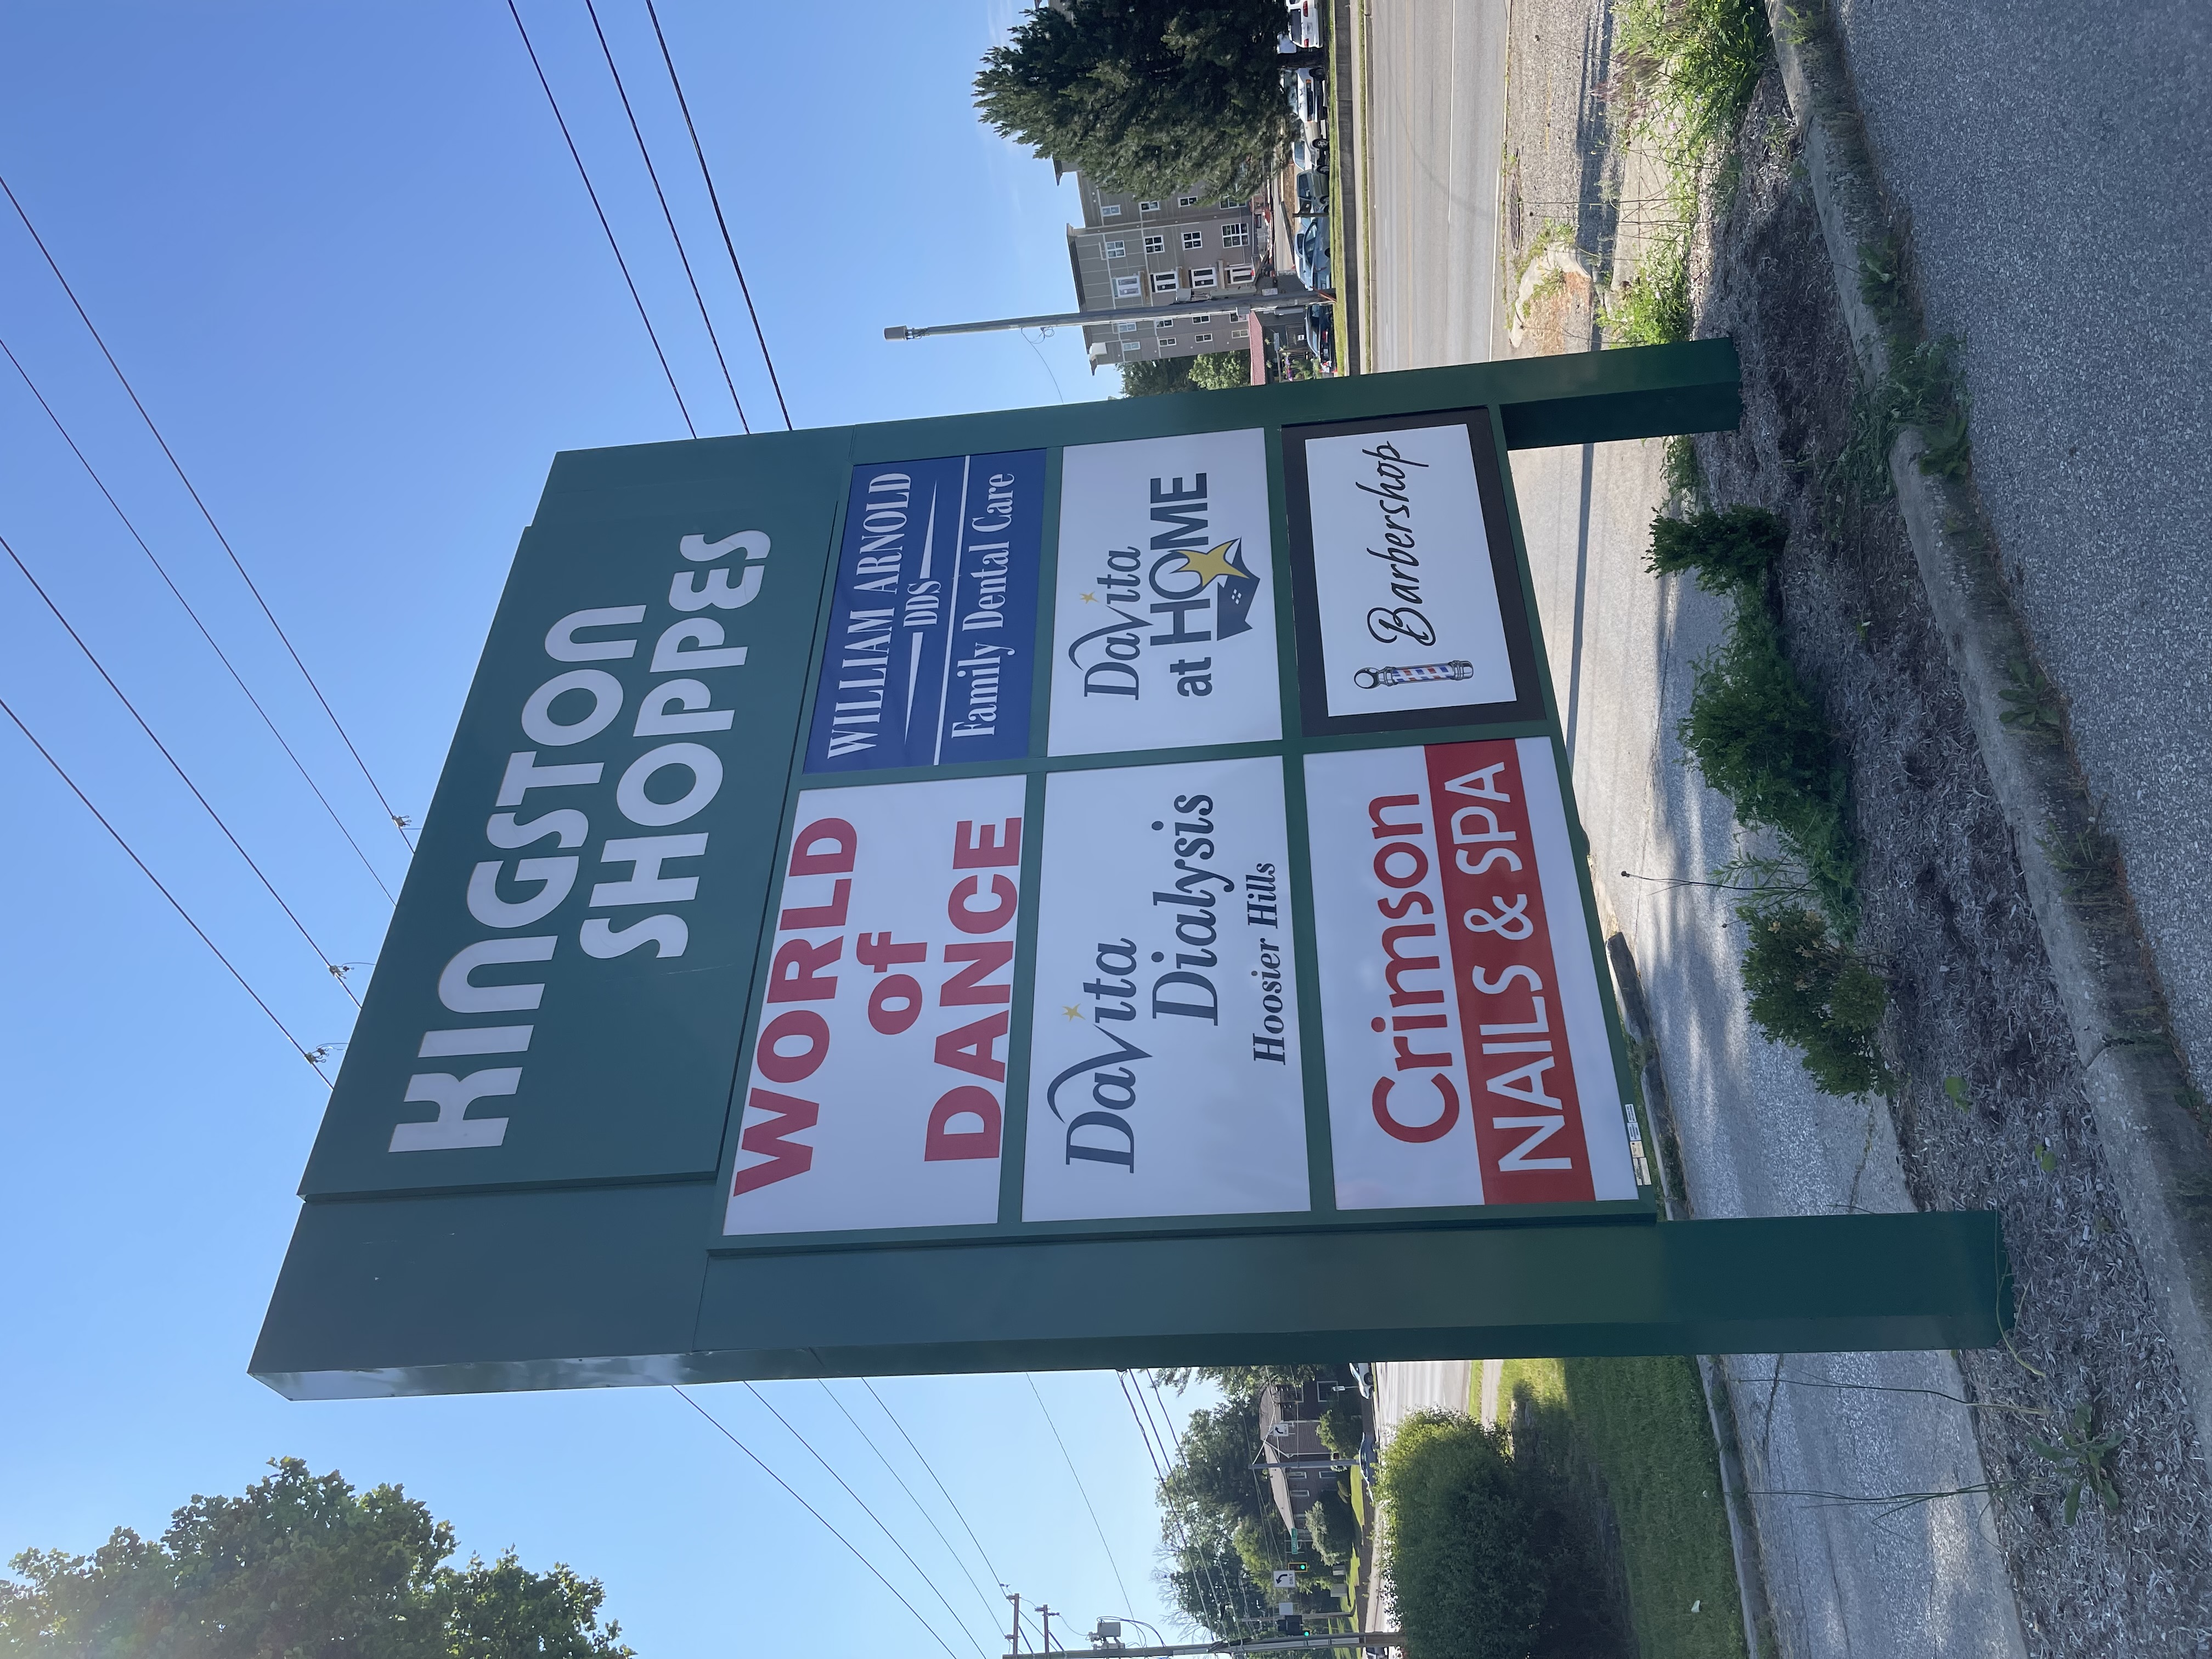 KINGSTON
SHOPPES
WORLD
of
DANCE
WILLIAM ARNOLD
DDS
Family Dental Care
DaVita
Dialysis
Hoosier Hills
DaVita
at HOME
Crimson
NAILS & SPA
Barbershop